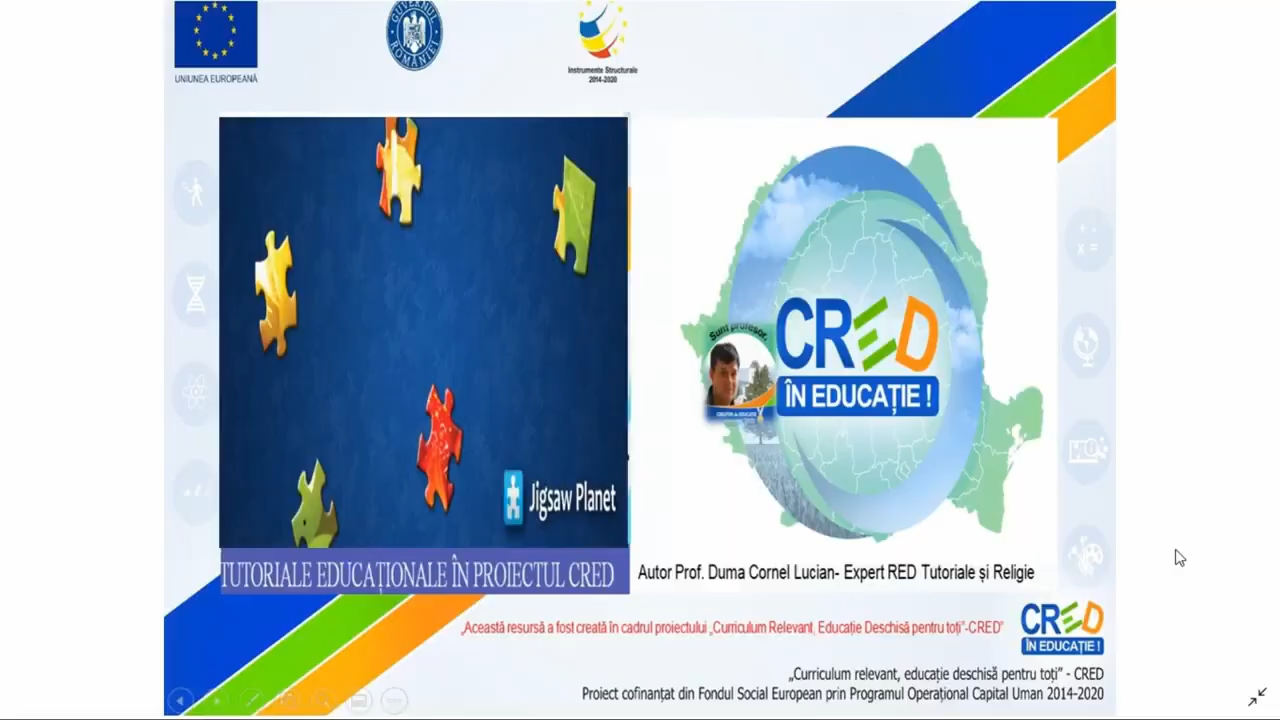 UNIUNEA EUROPEANĂ
GUVERNUL ROMÂNIEI
Instrumente Structurale
2014-2020
Jigsaw Planet
TUTORIALE EDUCAȚIONALE ÎN PROIECTUL CRED
Sunt profesor.
CRED
ÎN EDUCAȚIE !
Autor Prof. Duma Cornel Lucian- Expert RED Tutoriale și Religie
„Această resursă a fost creată în cadrul proiectului „Curriculum Relevant, Educație Deschisă pentru toți”-CRED”
CRED
ÎN EDUCAȚIE !
„Curriculum relevant, educație deschisă pentru toți” - CRED
Proiect cofinanțat din Fondul Social European prin Programul Operațional Capital Uman 2014-2020